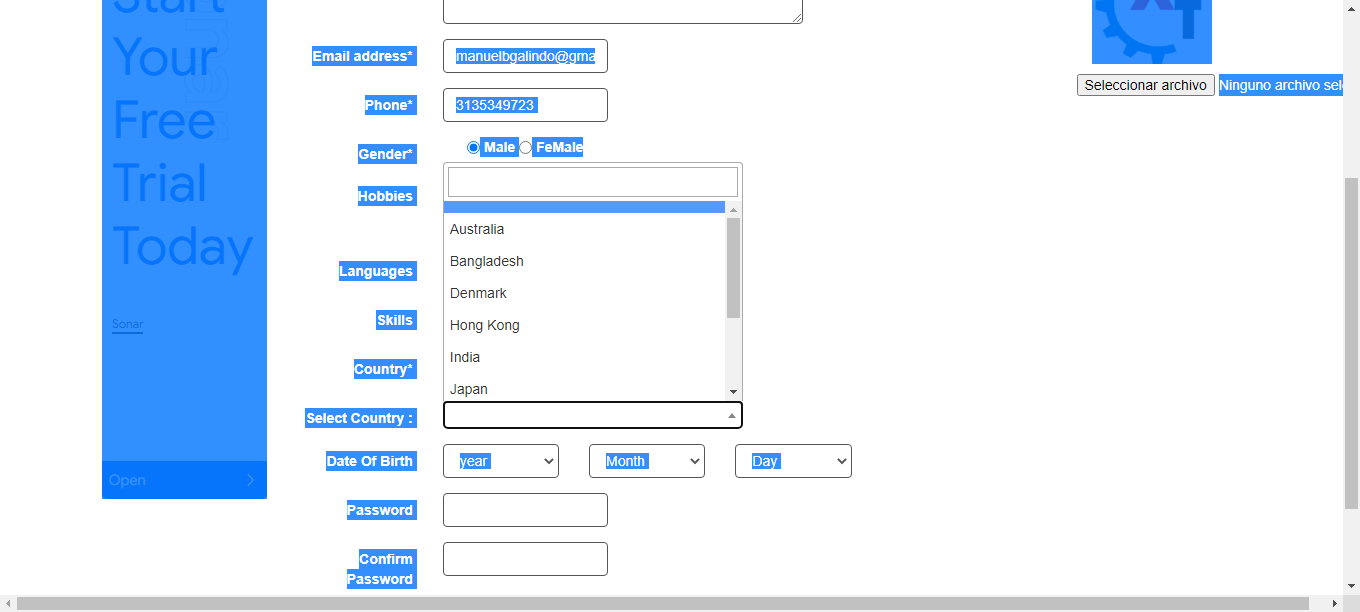 Start
Your
Free
Trial
Today
Sonar
Open
Email address*
manuelbgalindo@gma
Phone*
3135349723
Gender*
Male FeMale
Hobbies
Languages
Skills
Country*
Select Country :
Australia
Bangladesh
Denmark
Hong Kong
India
Japan
Date Of Birth
year Month Day
Password
Confirm
Password
Seleccionar archivo Ninguno archivo sel